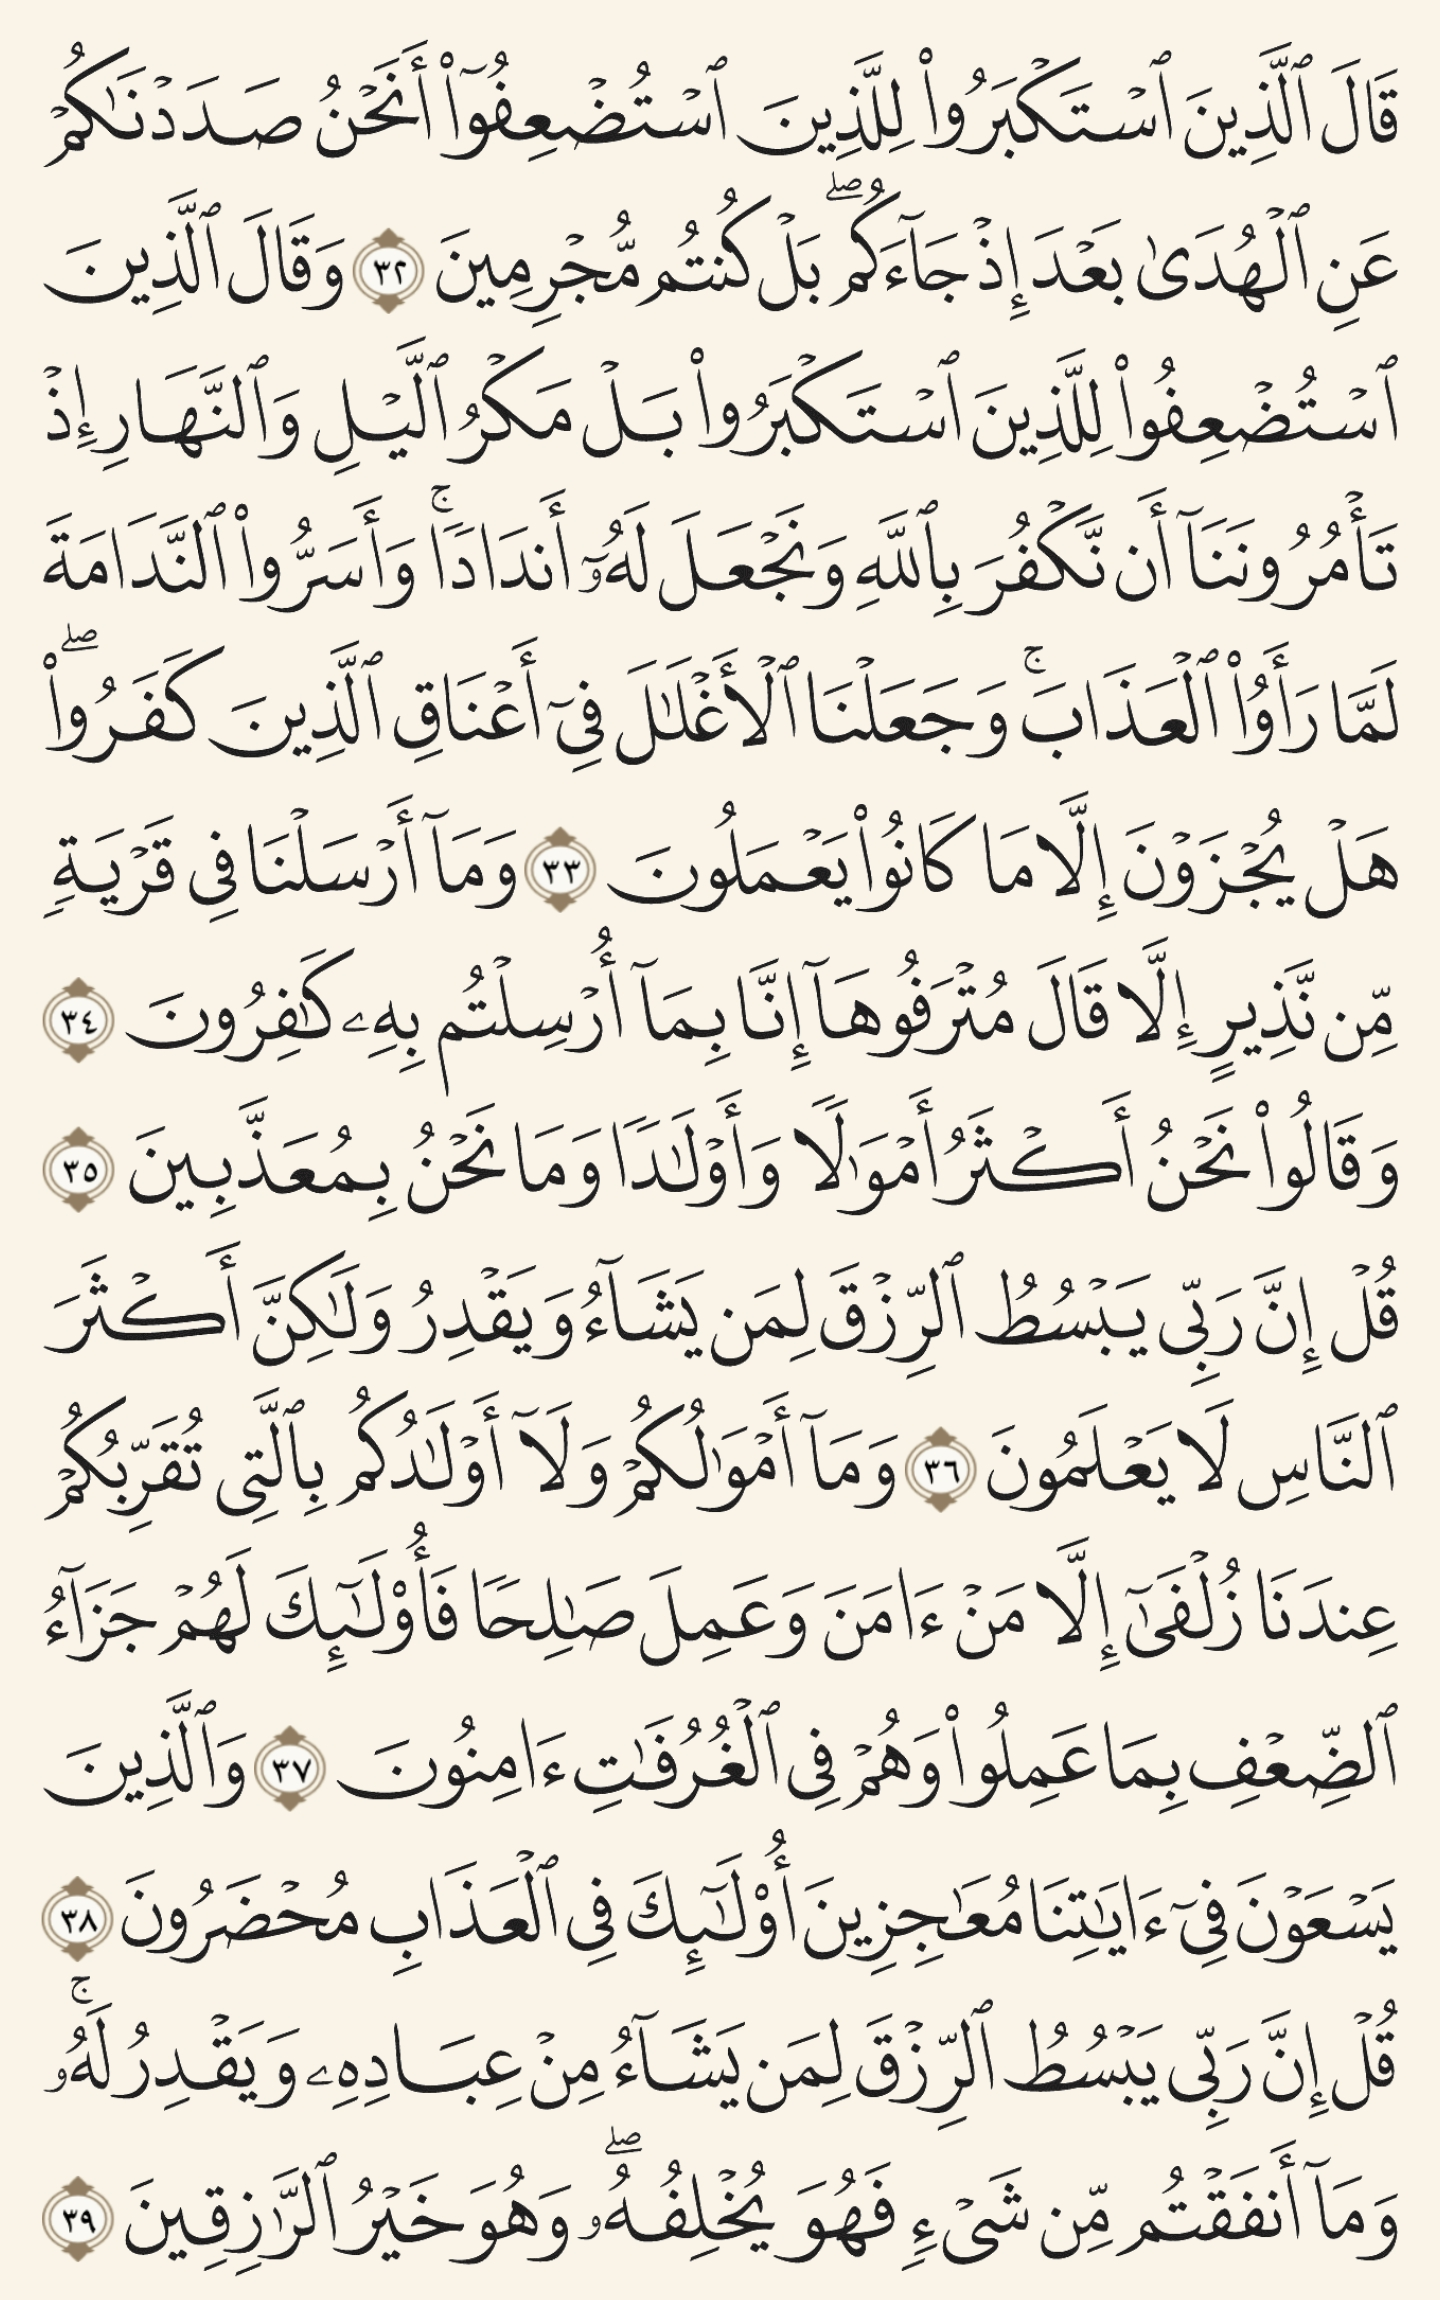 قَالَ ٱلَّذِينَ ٱسۡتَكۡبَرُواْ لِلَّذِينَ ٱسۡتُضۡعِفُوٓاْ أَنَحۡنُ صَدَدۡنَٰكُمۡ
عَنِ ٱلۡهُدَىٰ بَعۡدَ إِذۡ جَآءَكُمۖ بَلۡ كُنتُم مُّجۡرِمِينَ ٣٢ وَقَالَ ٱلَّذِينَ
ٱسۡتُضۡعِفُواْ لِلَّذِينَ ٱسۡتَكۡبَرُواْ بَلۡ مَكۡرُ ٱلَّيۡلِ وَٱلنَّهَارِ إِذۡ
تَأۡمُرُونَنَآ أَن نَّكۡفُرَ بِٱللَّهِ وَنَجۡعَلَ لَهُۥٓ أَندَادٗاۚ وَأَسَرُّواْ ٱلنَّدَامَةَ
لَمَّا رَأَوُاْ ٱلۡعَذَابَۚ وَجَعَلۡنَا ٱلۡأَغۡلَٰلَ فِيٓ أَعۡنَاقِ ٱلَّذِينَ كَفَرُواْۖ
هَلۡ يُجۡزَوۡنَ إِلَّا مَا كَانُواْ يَعۡمَلُونَ ٣٣ وَمَآ أَرۡسَلۡنَا فِي قَرۡيَةٖ
مِّن نَّذِيرٍ إِلَّا قَالَ مُتۡرَفُوهَآ إِنَّا بِمَآ أُرۡسِلۡتُم بِهِۦ كَٰفِرُونَ ٣٤
وَقَالُواْ نَحۡنُ أَكۡثَرُ أَمۡوَٰلٗا وَأَوۡلَٰدٗا وَمَا نَحۡنُ بِمُعَذَّبِينَ ٣٥
قُلۡ إِنَّ رَبِّي يَبۡسُطُ ٱلرِّزۡقَ لِمَن يَشَآءُ وَيَقۡدِرُ وَلَٰكِنَّ أَكۡثَرَ
ٱلنَّاسِ لَا يَعۡلَمُونَ ٣٦ وَمَآ أَمۡوَٰلُكُمۡ وَلَآ أَوۡلَٰدُكُم بِٱلَّتِي تُقَرِّبُكُمۡ
عِندَنَا زُلۡفَىٰٓ إِلَّا مَنۡ ءَامَنَ وَعَمِلَ صَٰلِحٗا فَأُوْلَٰٓئِكَ لَهُمۡ جَزَآءُ
ٱلضِّعۡفِ بِمَا عَمِلُواْ وَهُمۡ فِي ٱلۡغُرُفَٰتِ ءَامِنُونَ ٣٧ وَٱلَّذِينَ
يَسۡعَوۡنَ فِيٓ ءَايَٰتِنَا مُعَٰجِزِينَ أُوْلَٰٓئِكَ فِي ٱلۡعَذَابِ مُحۡضَرُونَ ٣٨
قُلۡ إِنَّ رَبِّي يَبۡسُطُ ٱلرِّزۡقَ لِمَن يَشَآءُ مِنۡ عِبَادِهِۦ وَيَقۡدِرُ لَهُۥۚ
وَمَآ أَنفَقۡتُم مِّن شَيۡءٖ فَهُوَ يُخۡلِفُهُۥۖ وَهُوَ خَيۡرُ ٱلرَّٰزِقِينَ ٣٩